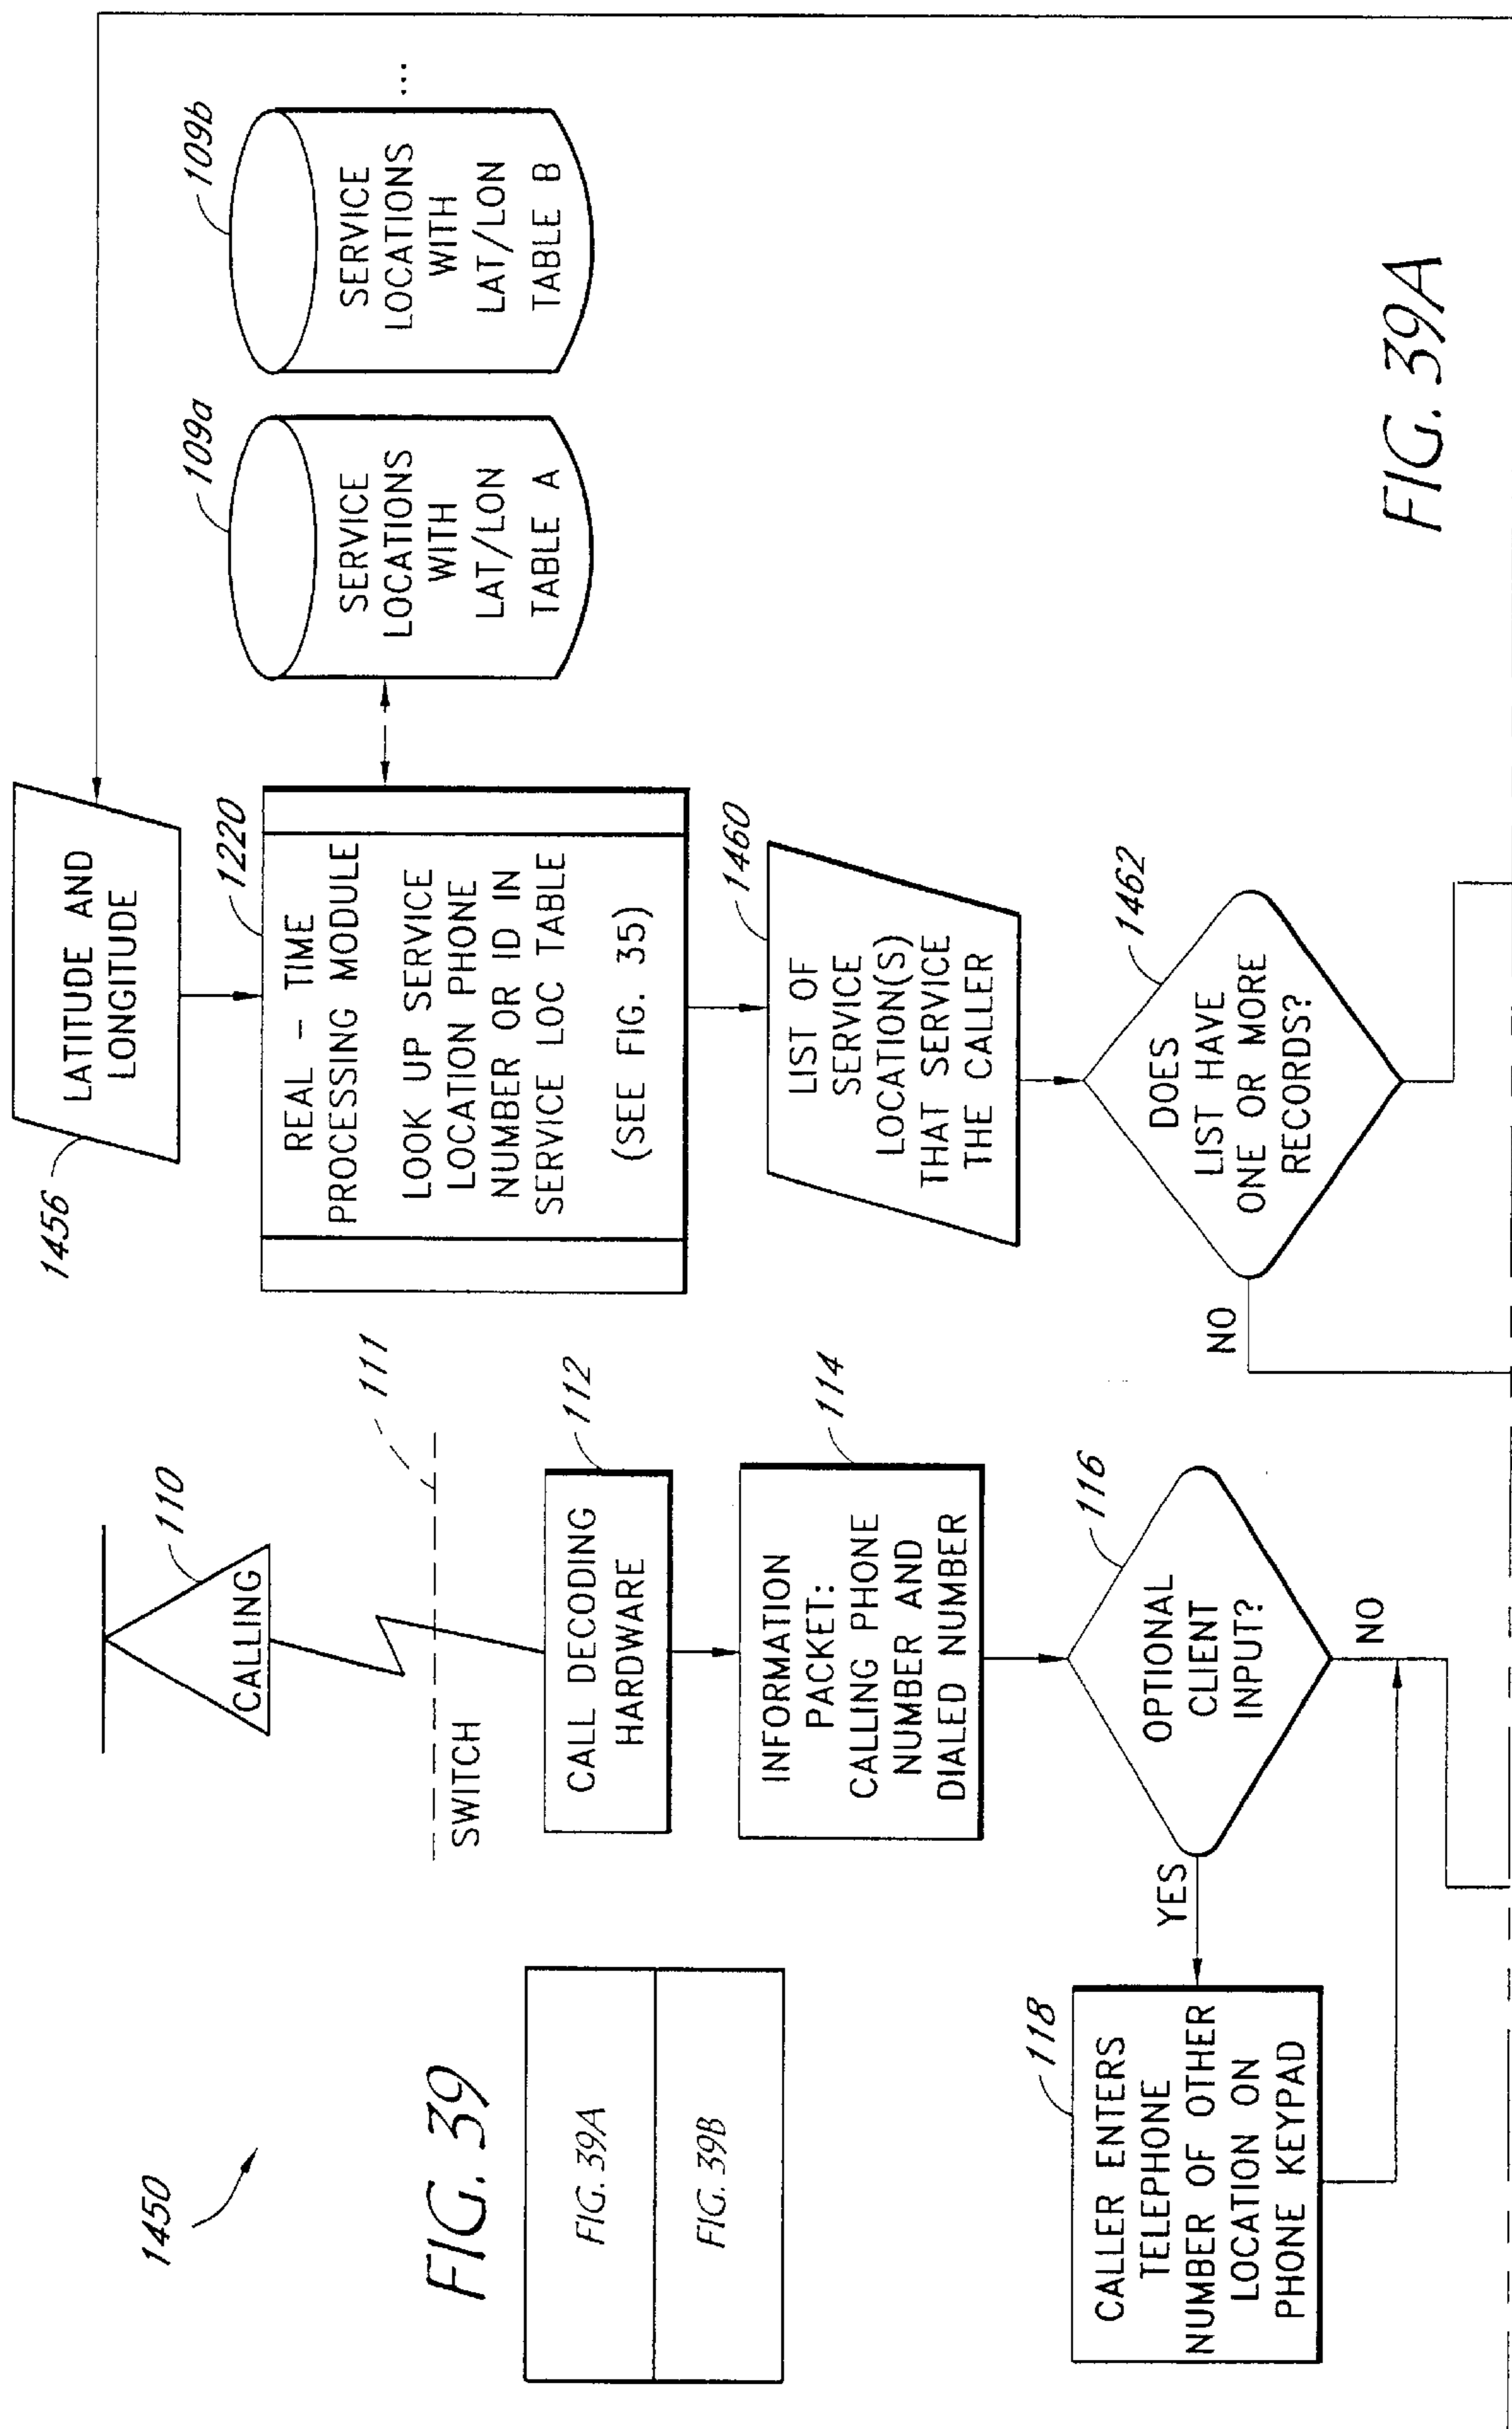 1450
FIG. 39
FIG. 39A
FIG. 39B
110
CALLING
111
SWITCH
112
CALL DECODING
HARDWARE
114
INFORMATION
PACKET:
CALLING PHONE
NUMBER AND
DIALED NUMBER
116
OPTIONAL
CLIENT
INPUT?
YES
NO
118
CALLER ENTERS
TELEPHONE
NUMBER OF OTHER
LOCATION ON
PHONE KEYPAD
1456
LATITUDE AND
LONGITUDE
1220
REAL - TIME
PROCESSING MODULE
LOOK UP SERVICE
LOCATION PHONE
NUMBER OR ID IN
SERVICE LOC TABLE
(SEE FIG. 35)
109a
SERVICE
LOCATIONS
WITH
LAT/LON
TABLE A
109b
SERVICE
LOCATIONS
WITH
LAT/LON
TABLE B
...
1460
LIST OF
SERVICE
LOCATION(S)
THAT SERVICE
THE CALLER
1462
DOES
LIST HAVE
ONE OR MORE
RECORDS?
NO
FIG. 39A